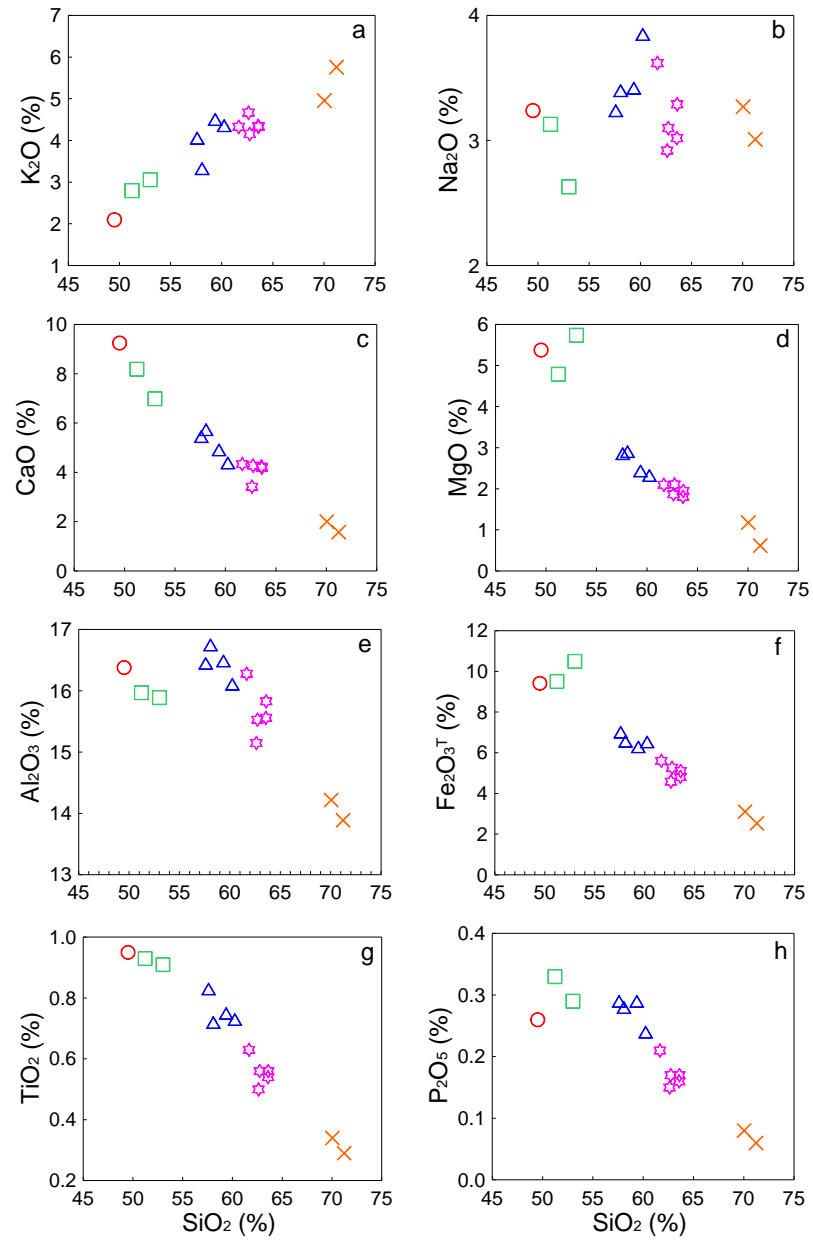 a
K₂O (%)
7
6
5
4
3
2
1
45 50 55 60 65 70 75
b
Na₂O (%)
4
3
2
45 50 55 60 65 70 75
c
CaO (%)
10
8
6
4
2
0
45 50 55 60 65 70 75
d
MgO (%)
6
5
4
3
2
1
0
45 50 55 60 65 70 75
e
Al₂O₃ (%)
17
16
15
14
13
45 50 55 60 65 70 75
f
Fe₂O₃ᵀ (%)
12
10
8
6
4
2
0
45 50 55 60 65 70 75
g
TiO₂ (%)
1.0
0.8
0.6
0.4
0.2
45 50 55 60 65 70 75
SiO₂ (%)
h
P₂O₅ (%)
0.4
0.3
0.2
0.1
0.0
45 50 55 60 65 70 75
SiO₂ (%)